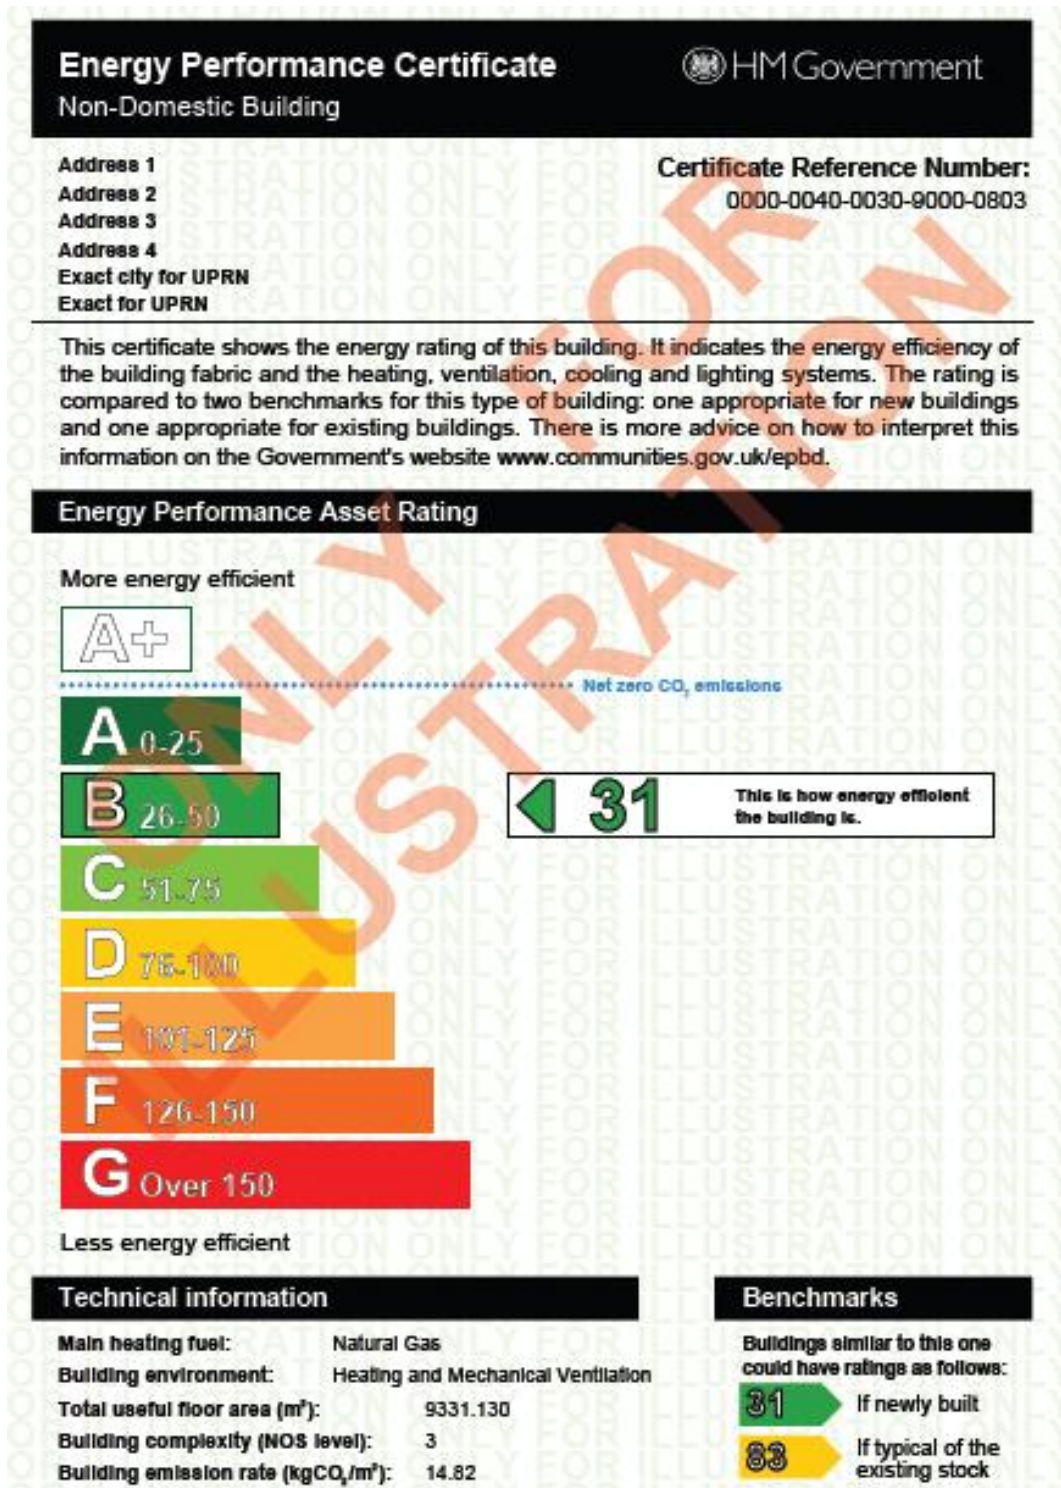 Energy Performance Certificate
HM Government
Non-Domestic Building
Address 1
Address 2
Address 3
Address 4
Exact city for UPRN
Exact for UPRN
Certificate Reference Number:
0000-0040-0030-9000-0803
This certificate shows the energy rating of this building. It indicates the energy efficiency of
the building fabric and the heating, ventilation, cooling and lighting systems. The rating is
compared to two benchmarks for this type of building: one appropriate for new buildings
and one appropriate for existing buildings. There is more advice on how to interpret this
information on the Government's website www.communities.gov.uk/epbd.
Energy Performance Asset Rating
More energy efficient
A+
Net zero CO₂ emissions
A 0-25
B 26-50
31
This is how energy efficient
the building is.
C 51-75
D 76-100
E 101-125
F 126-150
G Over 150
Less energy efficient
ONLY FOR
ILLUSTRATION
Technical information
Main heating fuel: Natural Gas
Building environment: Heating and Mechanical Ventilation
Total useful floor area (m²): 9331.130
Building complexity (NOS level): 3
Building emission rate (kgCO₂/m²): 14.82
Benchmarks
Buildings similar to this one
could have ratings as follows:
31 If newly built
83 If typical of the
existing stock